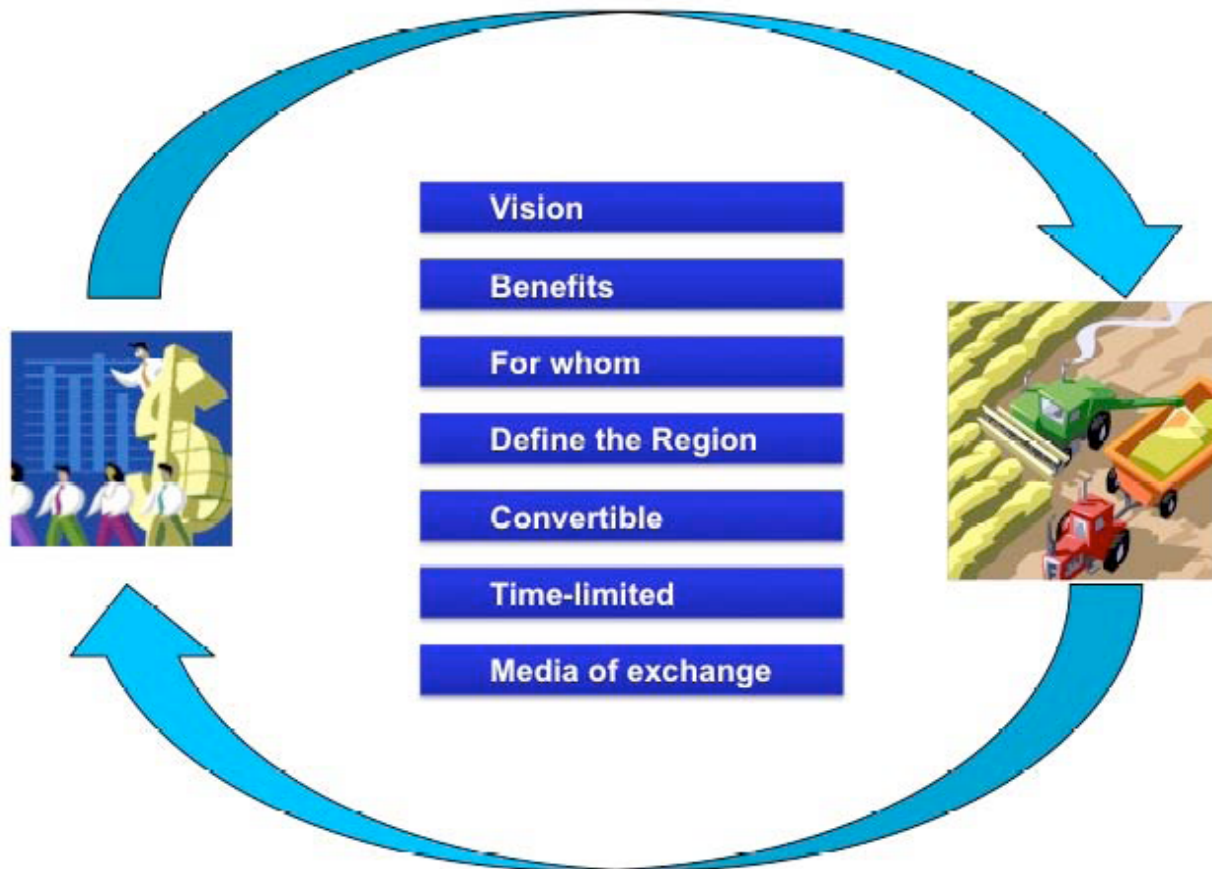 Vision
Benefits
For whom
Define the Region
Convertible
Time-limited
Media of exchange